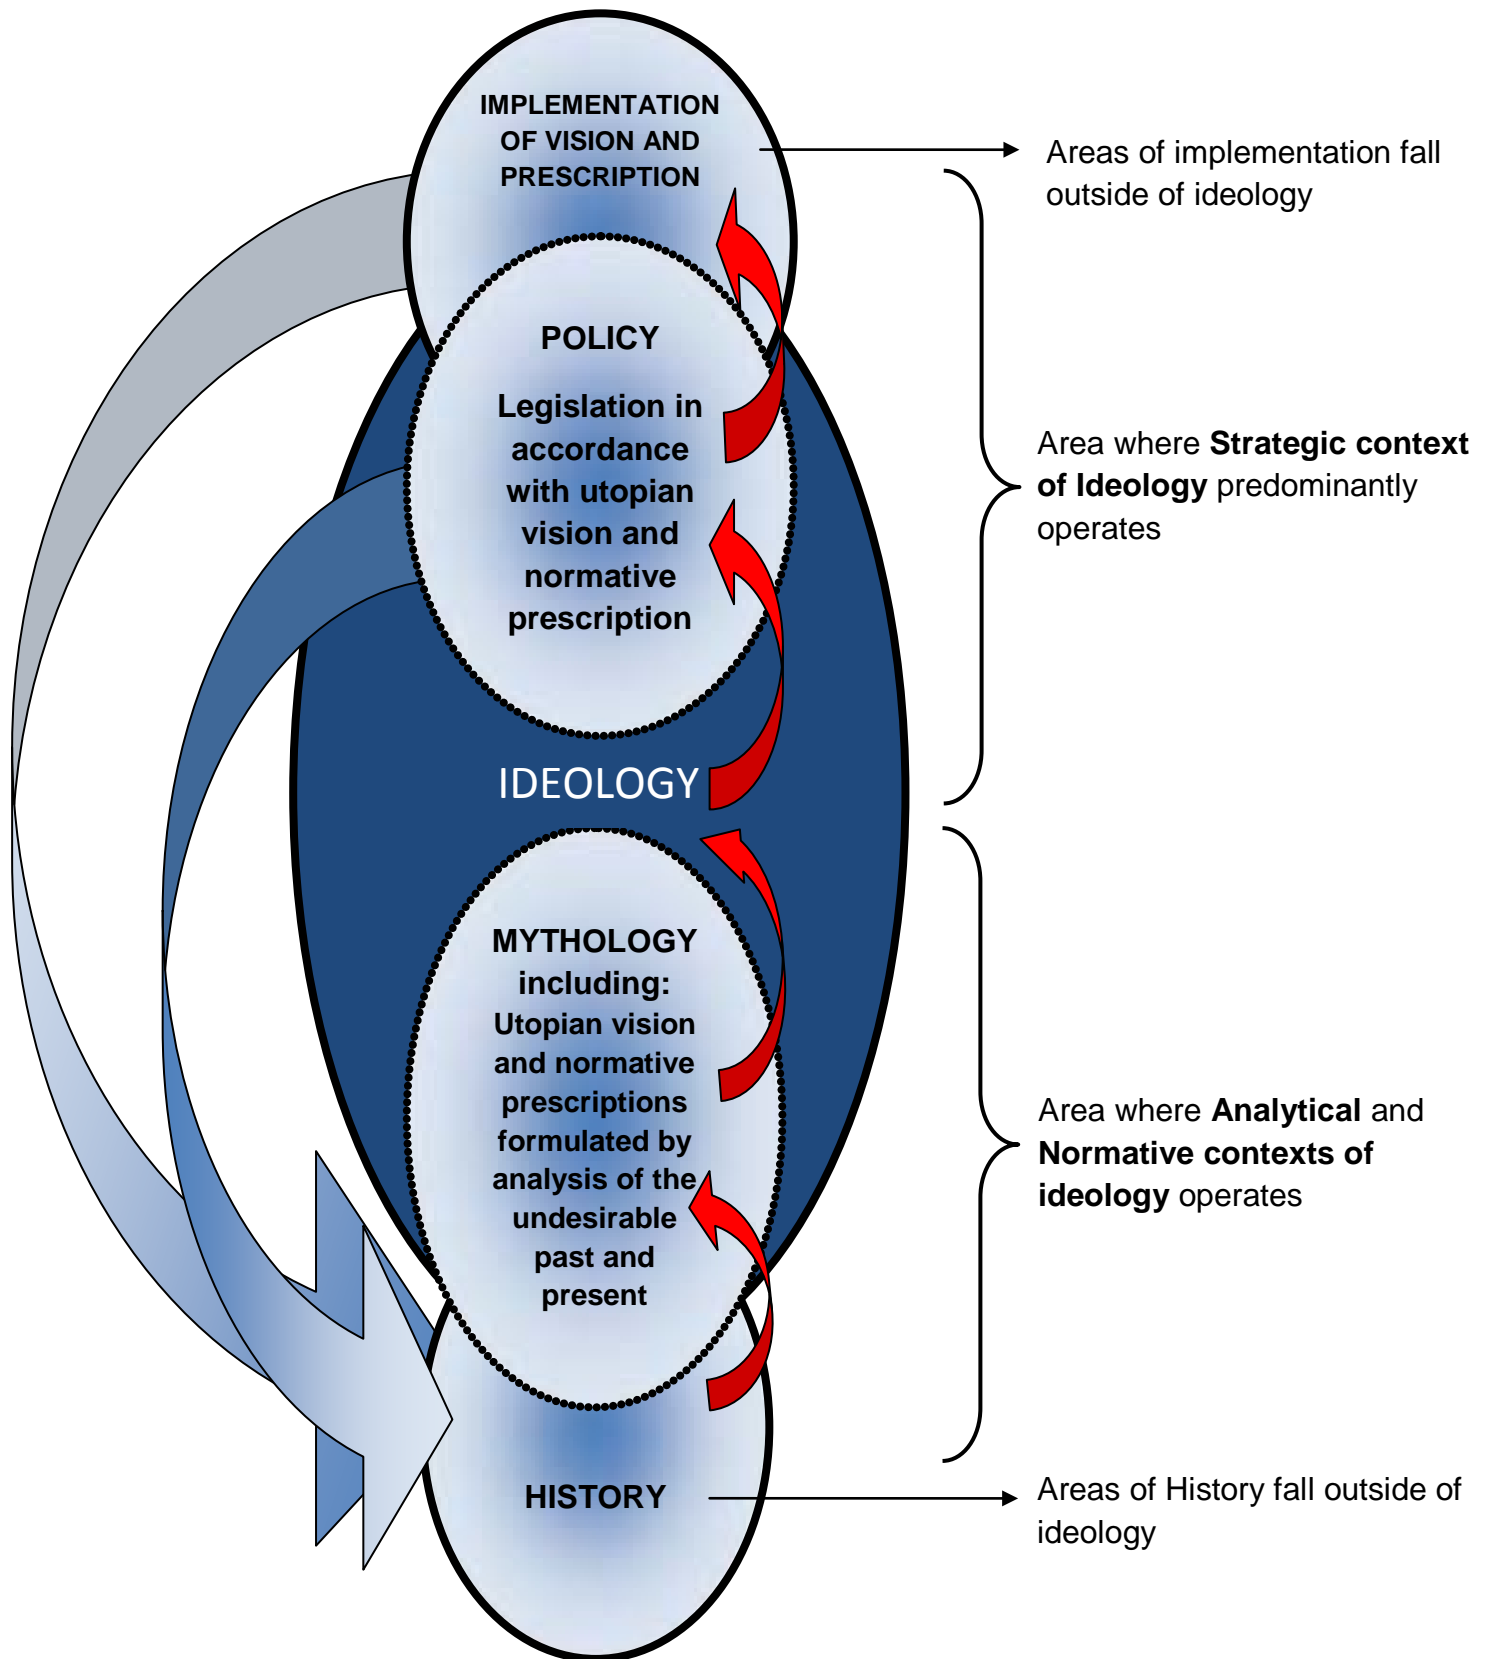 IMPLEMENTATION
OF VISION AND
PRESCRIPTION
Areas of implementation fall
outside of ideology
POLICY
Legislation in
accordance
with utopian
vision and
normative
prescription
Area where Strategic context
of Ideology predominantly
operates
IDEOLOGY
MYTHOLOGY
including:
Utopian vision
and normative
prescriptions
formulated by
analysis of the
undesirable
past and
present
Area where Analytical and
Normative contexts of
ideology operates
HISTORY
Areas of History fall outside of
ideology